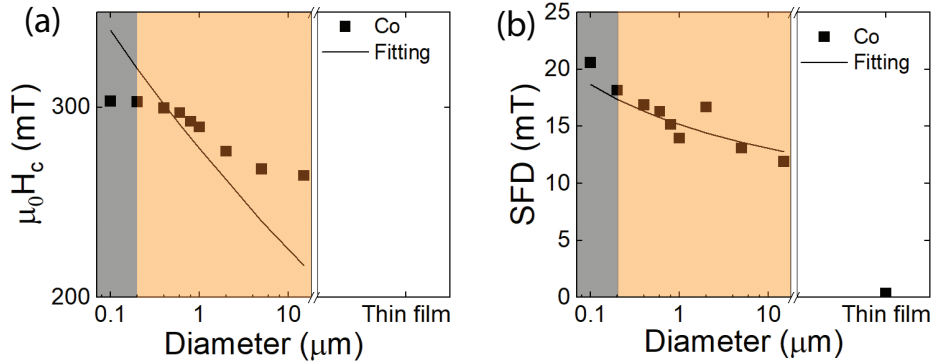 (a)
Co
Fitting
μ₀H_c (mT)
300
200
0.1
1
10
Thin film
Diameter (μm)
(b)
Co
Fitting
SFD (mT)
25
20
15
10
5
0
0.1
1
10
Thin film
Diameter (μm)